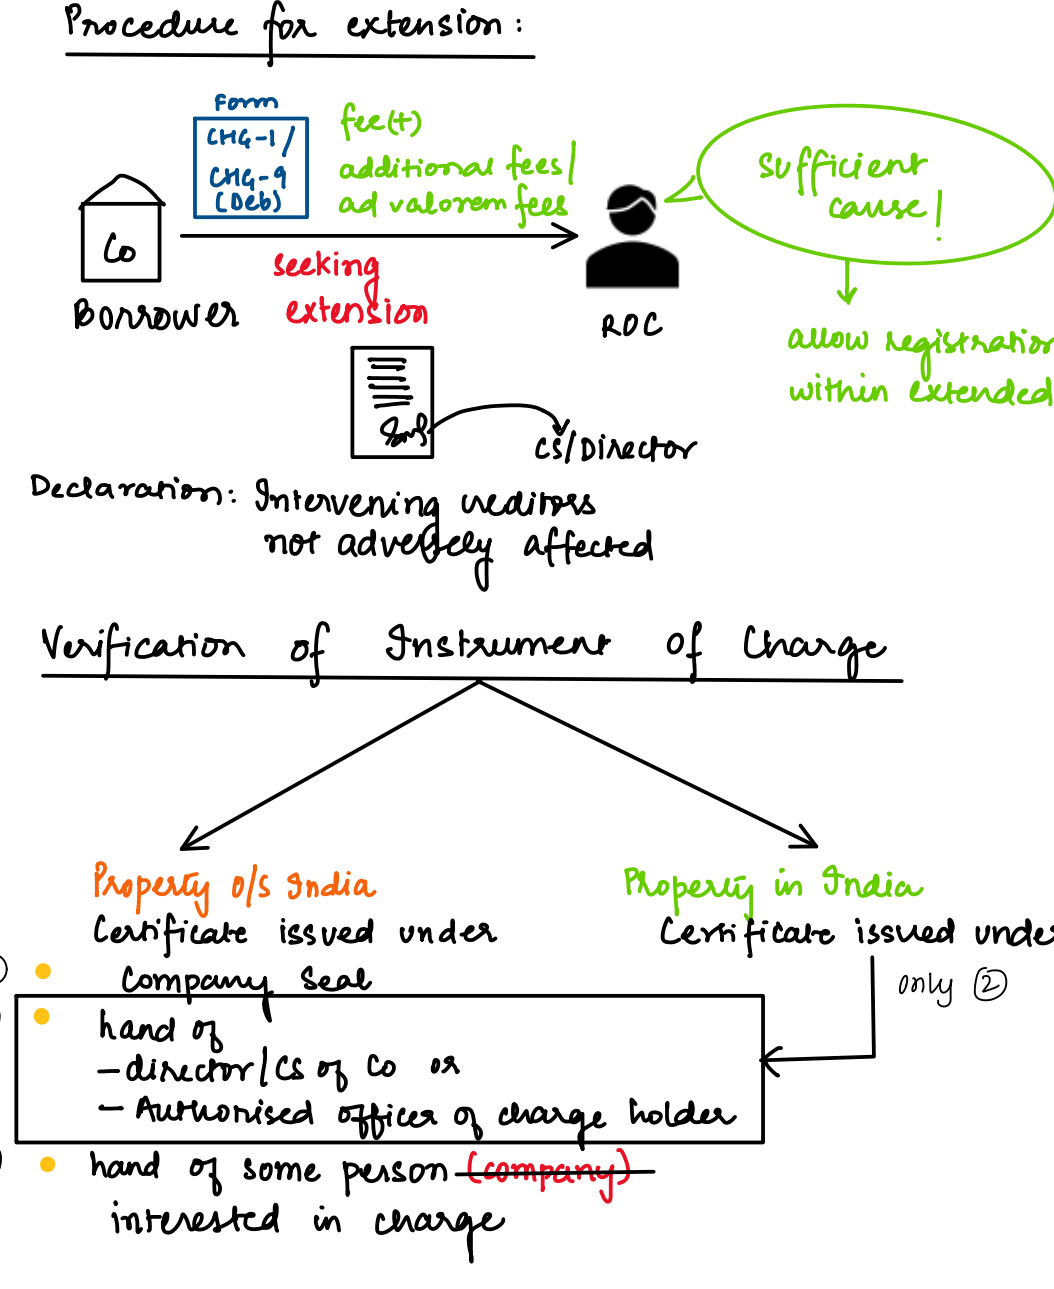 Procedure for extension :
Form
CHG-1/
CHG-9
(Deb)
fee(+)
additional fees/
ad valorem fees
sufficient
cause!
Co
seeking
extension
Borrower
ROC
allow registration
within extended
CS/Director
Declaration: Intervening creditors
not adversely affected
Verification of Instrument of Charge
Property o/s India
Property in India
Certificate issued under
Certificate issued under
Company Seal
only ②
hand of
- director/CS of Co or
- Authorised officer of charge holder
hand of some person (company)
interested in charge